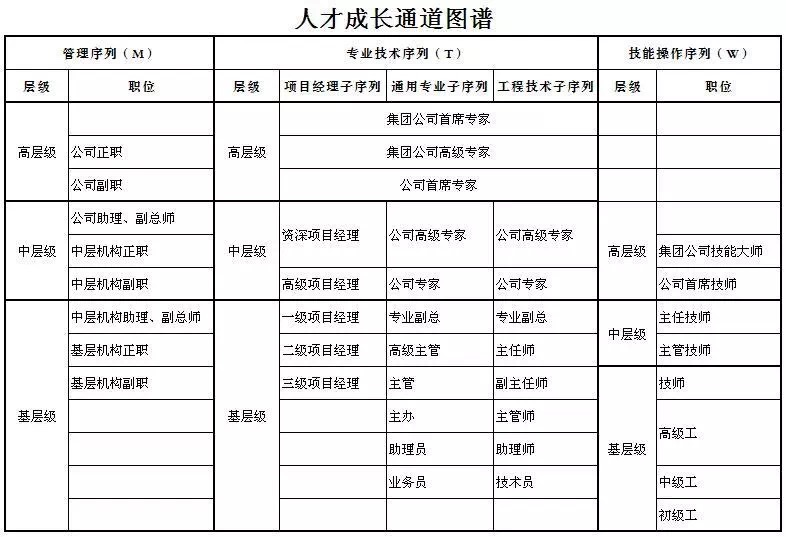 人才成长通道图谱
管理序列（M） 专业技术序列（T） 技能操作序列（W）
层级 职位 层级 项目经理子序列 通用专业子序列 工程技术子序列 层级 职位
集团公司首席专家
高层级 公司正职 高层级 集团公司高级专家
公司副职 公司首席专家
公司助理、副总师
中层级 中层机构正职 中层级 资深项目经理 公司高级专家 公司高级专家 高层级 集团公司技能大师
中层机构副职 高级项目经理 公司专家 公司专家 公司首席技师
中层机构助理、副总师 一级项目经理 专业副总 专业副总 中层级 主任技师
基层机构正职 二级项目经理 高级主管 主任师 主管技师
基层机构副职 三级项目经理 主管 副主任师 技师
基层级 基层级 主办 主管师 高级工
助理员 助理师 基层级
业务员 技术员 中级工
初级工